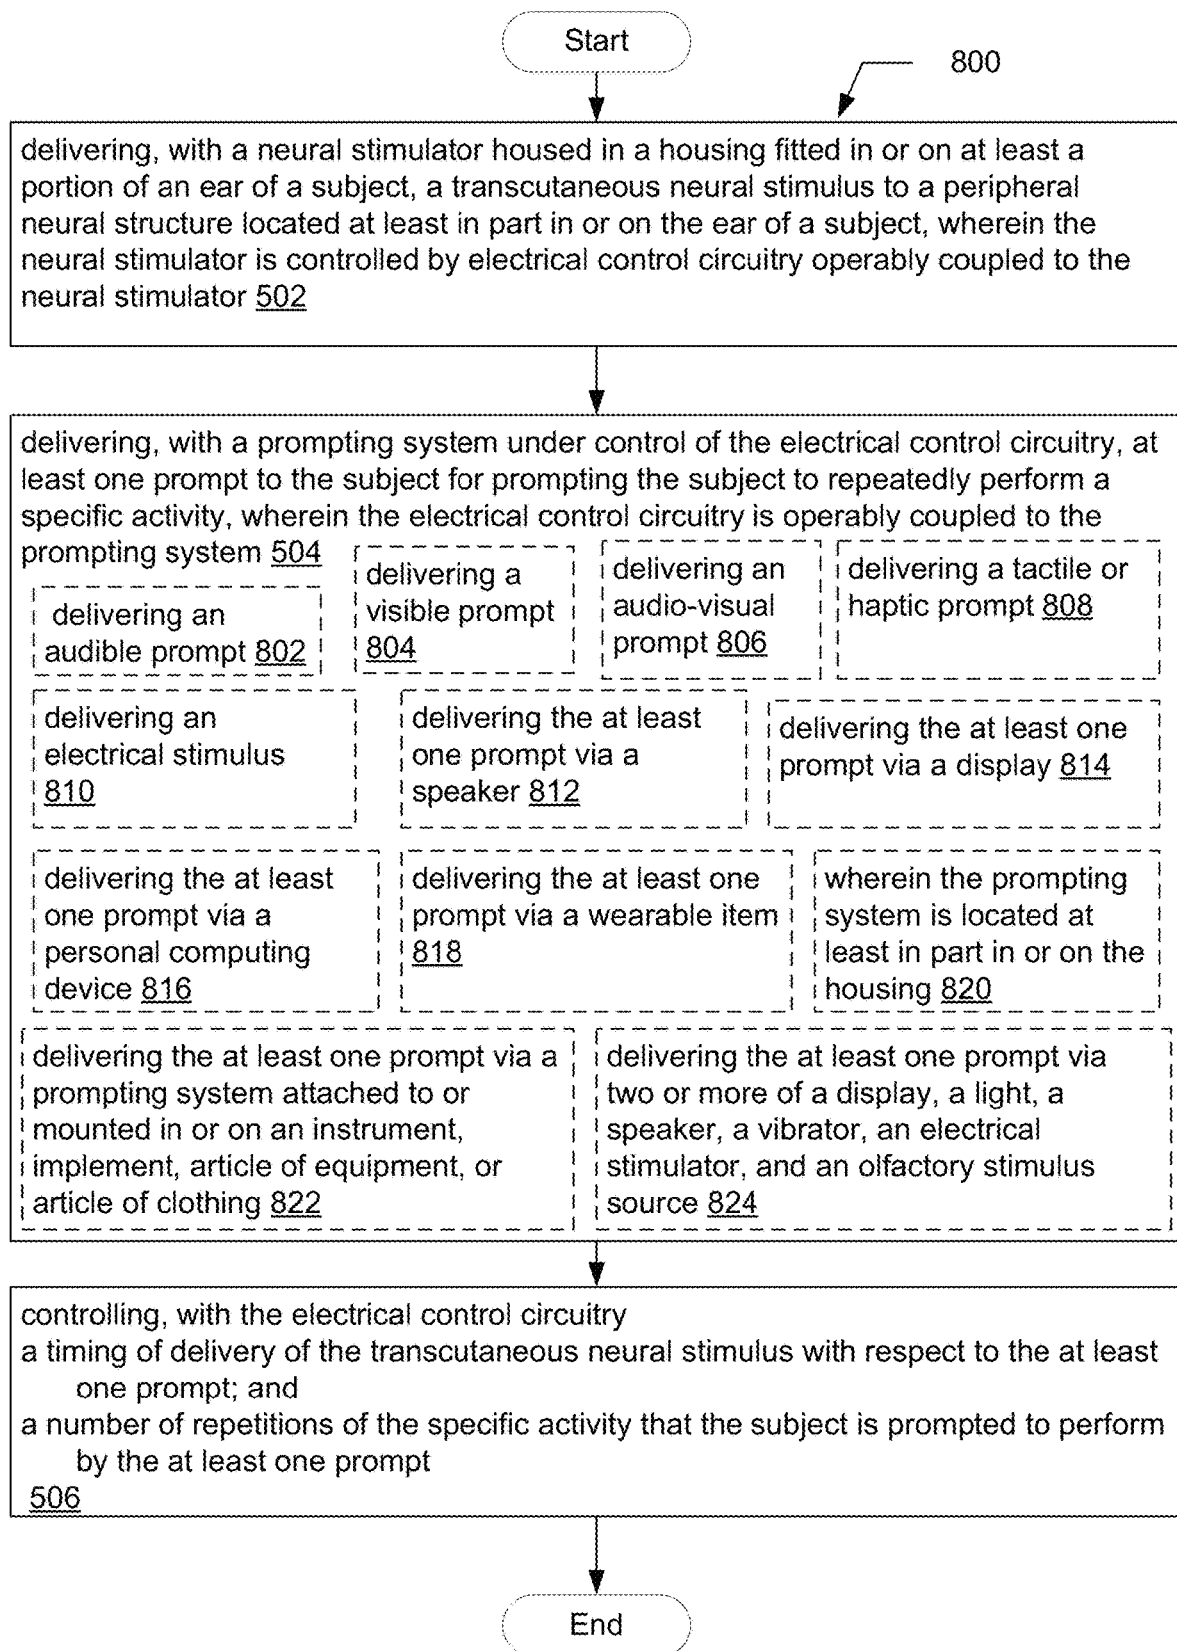 Start
800
delivering, with a neural stimulator housed in a housing fitted in or on at least a
portion of an ear of a subject, a transcutaneous neural stimulus to a peripheral
neural structure located at least in part in or on the ear of a subject, wherein the
neural stimulator is controlled by electrical control circuitry operably coupled to the
neural stimulator 502
delivering, with a prompting system under control of the electrical control circuitry, at
least one prompt to the subject for prompting the subject to repeatedly perform a
specific activity, wherein the electrical control circuitry is operably coupled to the
prompting system 504
delivering an
audible prompt 802
delivering a
visible prompt
804
delivering an
audio-visual
prompt 806
delivering a tactile or
haptic prompt 808
delivering an
electrical stimulus
810
delivering the at least
one prompt via a
speaker 812
delivering the at least one
prompt via a display 814
delivering the at least
one prompt via a
personal computing
device 816
delivering the at least one
prompt via a wearable item
818
wherein the prompting
system is located at
least in part in or on the
housing 820
delivering the at least one prompt via a
prompting system attached to or
mounted in or on an instrument,
implement, article of equipment, or
article of clothing 822
delivering the at least one prompt via
two or more of a display, a light, a
speaker, a vibrator, an electrical
stimulator, and an olfactory stimulus
source 824
controlling, with the electrical control circuitry
a timing of delivery of the transcutaneous neural stimulus with respect to the at least
one prompt; and
a number of repetitions of the specific activity that the subject is prompted to perform
by the at least one prompt
506
End